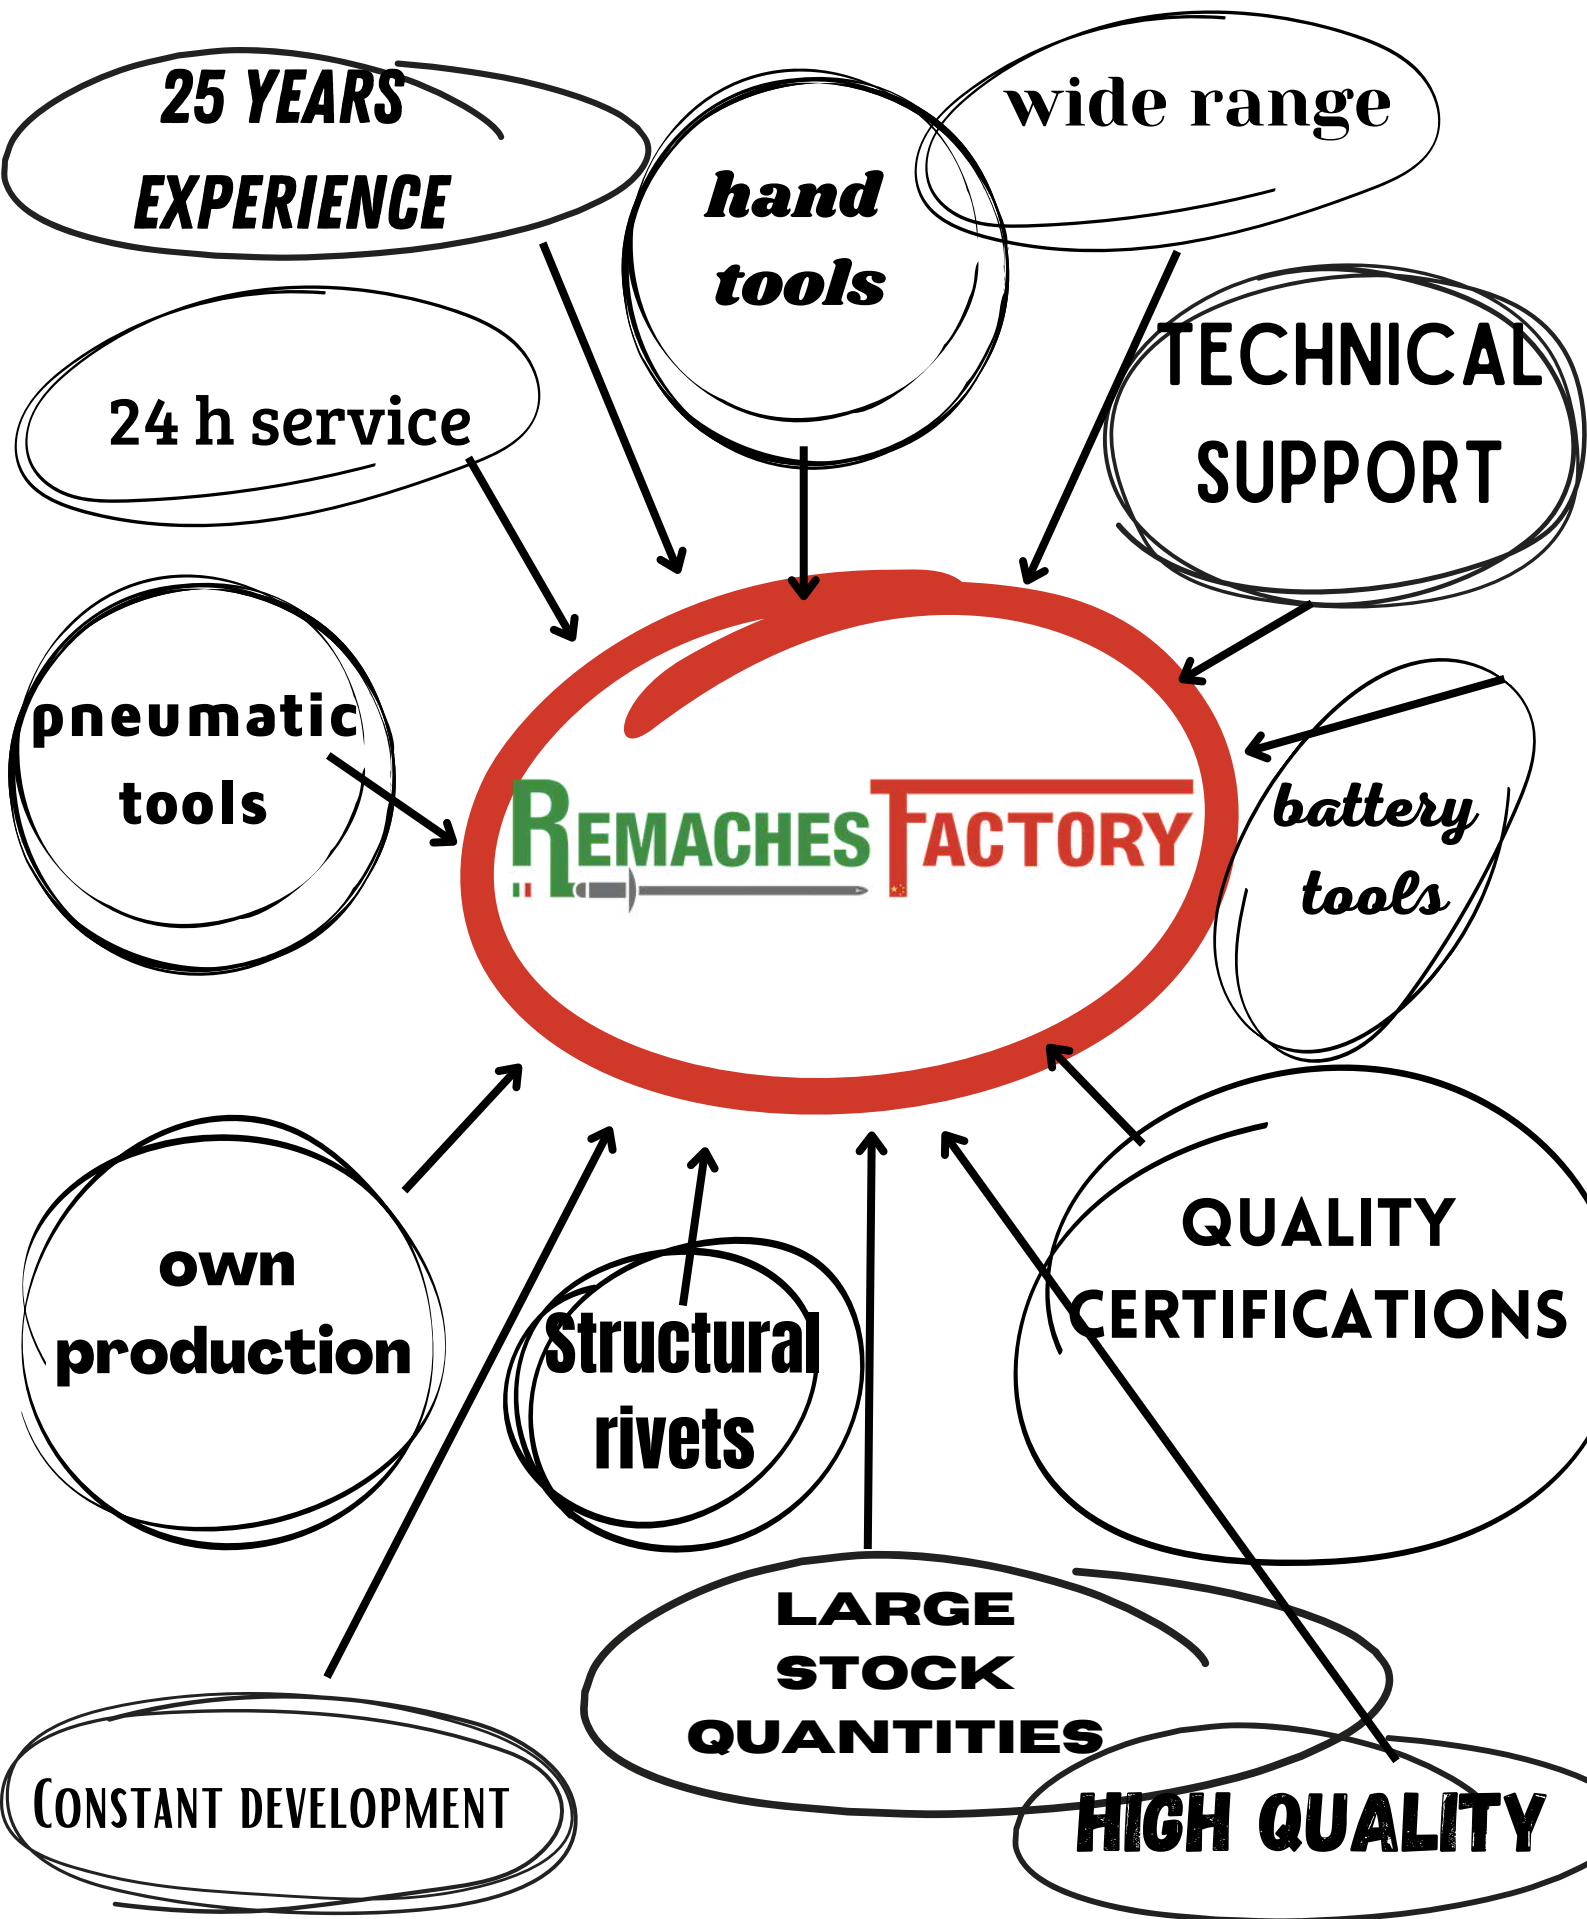 25 YEARS
EXPERIENCE
hand
tools
wide range
24 h service
TECHNICAL
SUPPORT
pneumatic
tools
REMACHES FACTORY
battery
tools
own
production
Structural
rivets
QUALITY
CERTIFICATIONS
LARGE
STOCK
QUANTITIES
CONSTANT DEVELOPMENT
HIGH QUALITY